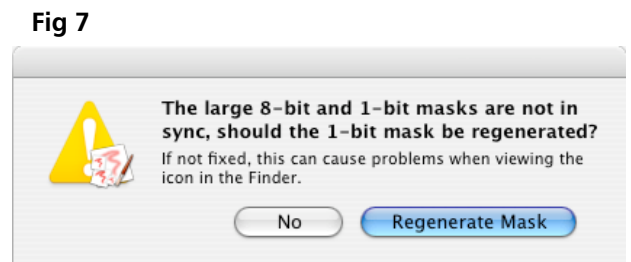 Fig 7
The large 8-bit and 1-bit masks are not in
sync, should the 1-bit mask be regenerated?
If not fixed, this can cause problems when viewing the
icon in the Finder.
No
Regenerate Mask